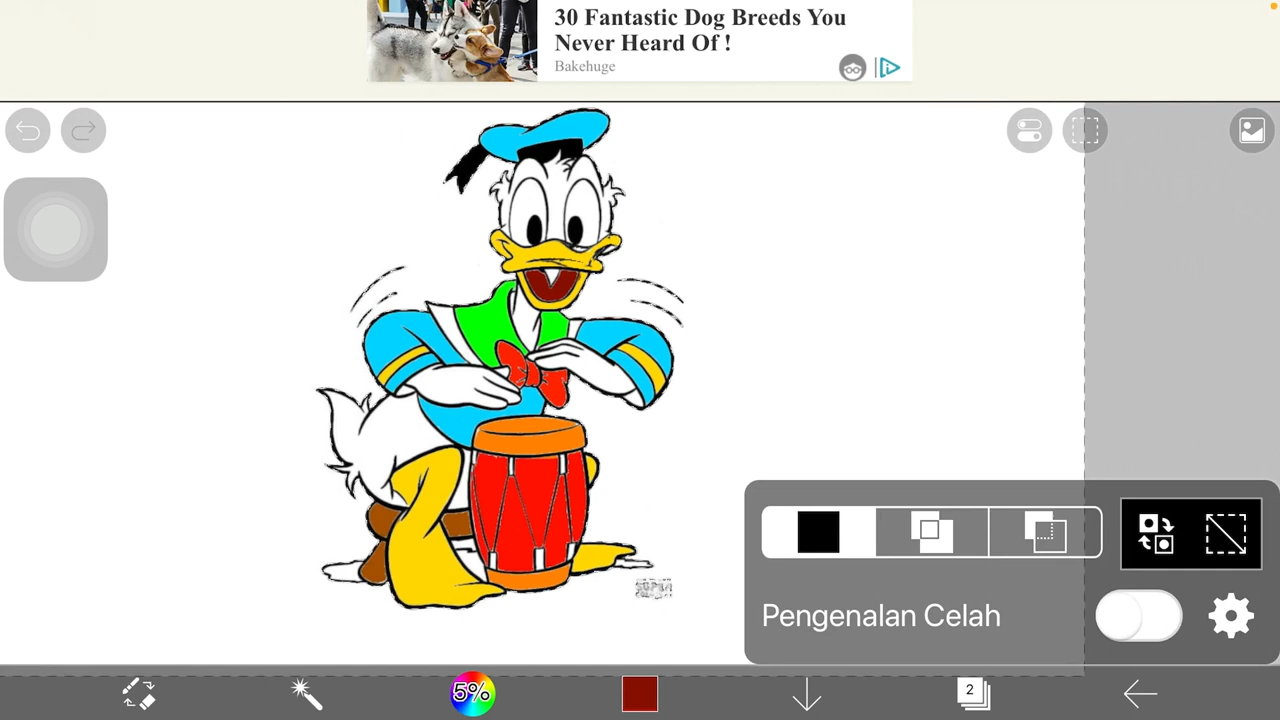 30 Fantastic Dog Breeds You
Never Heard Of !
Bakehuge
Pengenalan Celah
5%
2